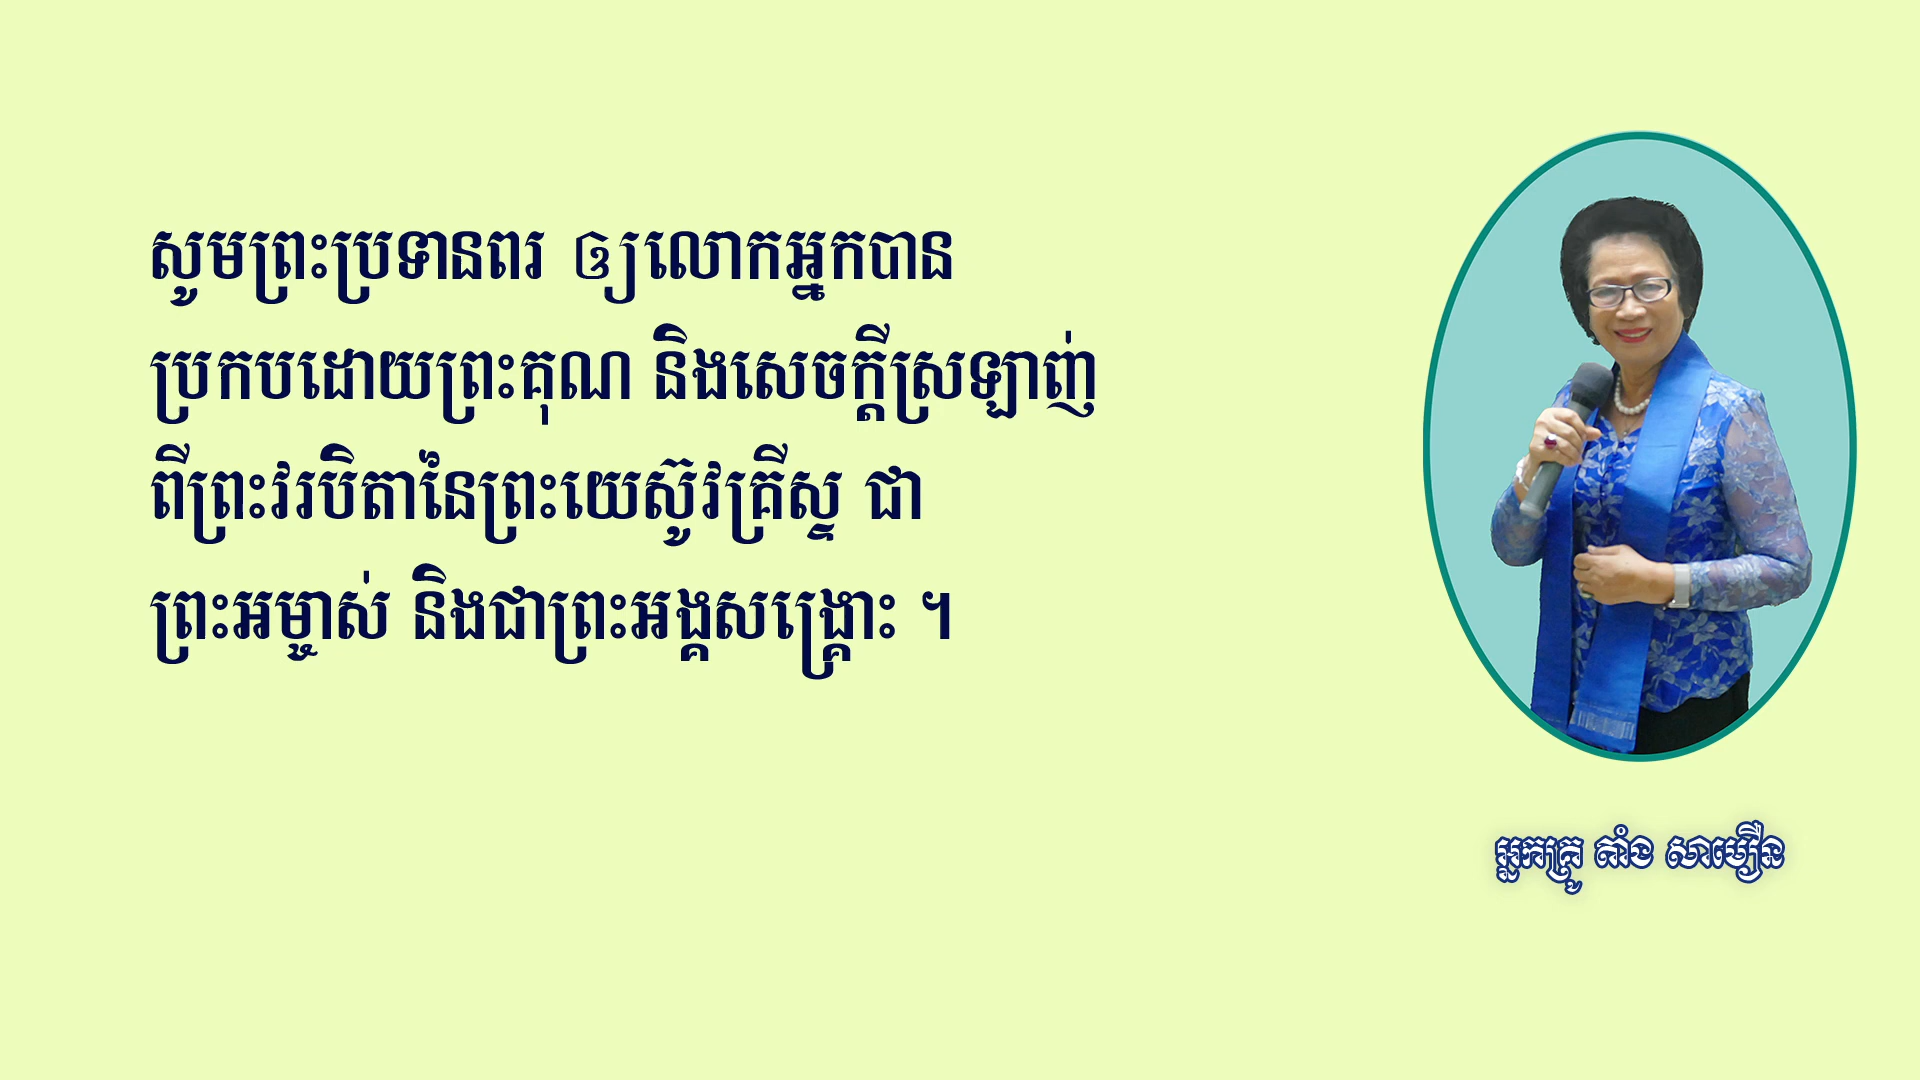 សូមព្រះប្រទានពរ ឲ្យលោកអ្នកបាន
ប្រកបដោយព្រះគុណ និងសេចក្ដីស្រឡាញ់
ពីព្រះវរបិតានៃព្រះយេស៊ូវគ្រីស្ទ ជា
ព្រះអម្ចាស់ និងជាព្រះអង្គសង្គ្រោះ ។
អ្នកគ្រូ តាំង សាមឿន